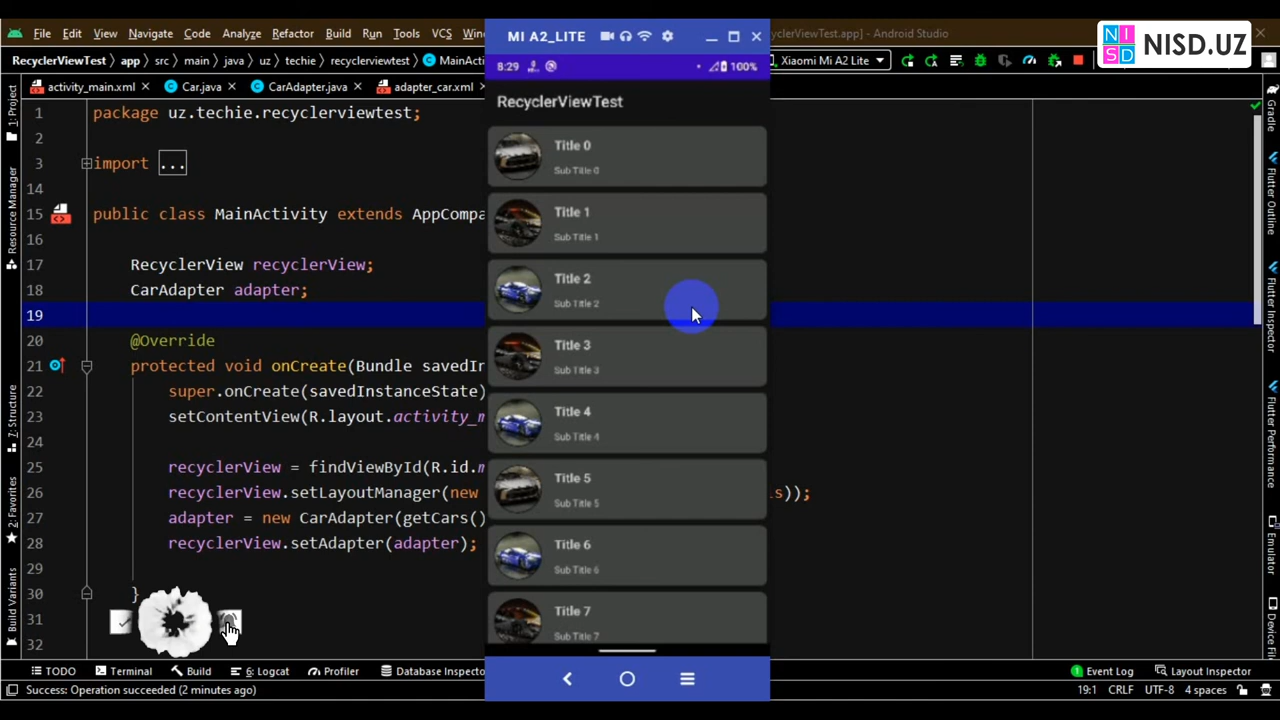 File Edit View Navigate Code Analyze Refactor Build Run Tools VCS
RecyclerViewTest.app] - Android Studio
NISD
NISD.UZ
RecyclerViewTest app src main java uz techie recyclerviewtest
Xiaomi Mi A2 Lite
activity_main.xml Car.java CarAdapter.java adapter_car.xml
1 package uz.techie.recyclerviewtest;
2
3 import ...
14
15 public class MainActivity extends AppCompa
16
17 RecyclerView recyclerView;
18 CarAdapter adapter;
19
20 @Override
21 protected void onCreate(Bundle savedIn
22 super.onCreate(savedInstanceState)
23 setContentView(R.layout.activity_m
24
25 recyclerView = findViewById(R.id.m
26 recyclerView.setLayoutManager(new is));
27 adapter = new CarAdapter(getCars()
28 recyclerView.setAdapter(adapter);
29
30 }
31
32
1: Project
Resource Manager
7: Structure
2: Favorites
Build Variants
Gradle
Flutter Outline
Flutter Inspector
Flutter Performance
Emulator
MI A2_LITE
8:29 100%
RecyclerViewTest
Title 0
Sub Title 0
Title 1
Sub Title 1
Title 2
Sub Title 2
Title 3
Sub Title 3
Title 4
Sub Title 4
Title 5
Sub Title 5
Title 6
Sub Title 6
Title 7
Sub Title 7
TODO Terminal Build 6: Logcat Profiler Database Inspecto
1 Event Log Layout Inspector
Success: Operation succeeded (2 minutes ago)
19:1 CRLF UTF-8 4 spaces